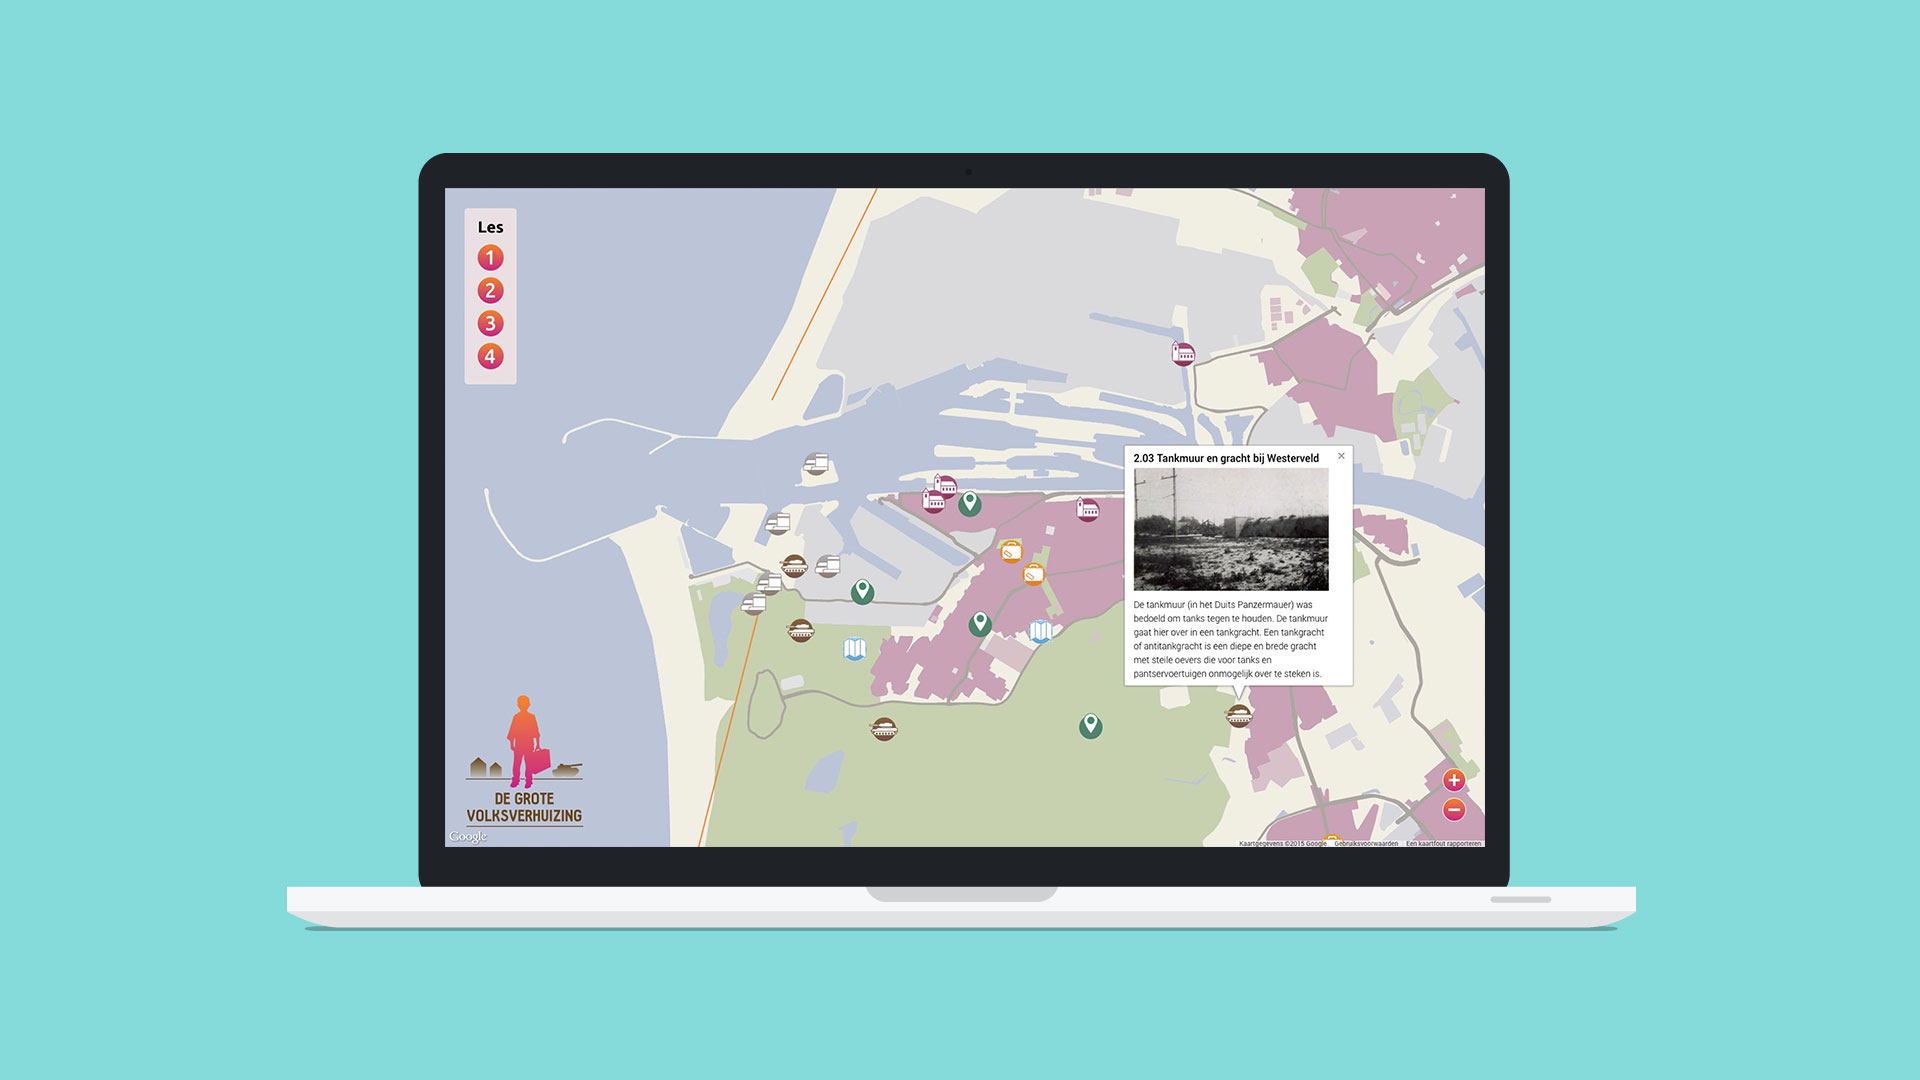 Les
1
2
3
4
2.03 Tankmuur en gracht bij Westerveld
×
De tankmuur (in het Duits Panzermauer) was
bedoeld om tanks tegen te houden. De tankmuur
gaat hier over in een tankgracht. Een tankgracht
of antitankgracht is een diepe en brede gracht
met steile oevers die voor tanks en
pantservoertuigen onmogelijk over te steken is.
DE GROTE
VOLKSVERHUIZING
Google
+
−
Kaartgegevens ©2015 Google Gebruiksvoorwaarden Een kaartfout rapporteren